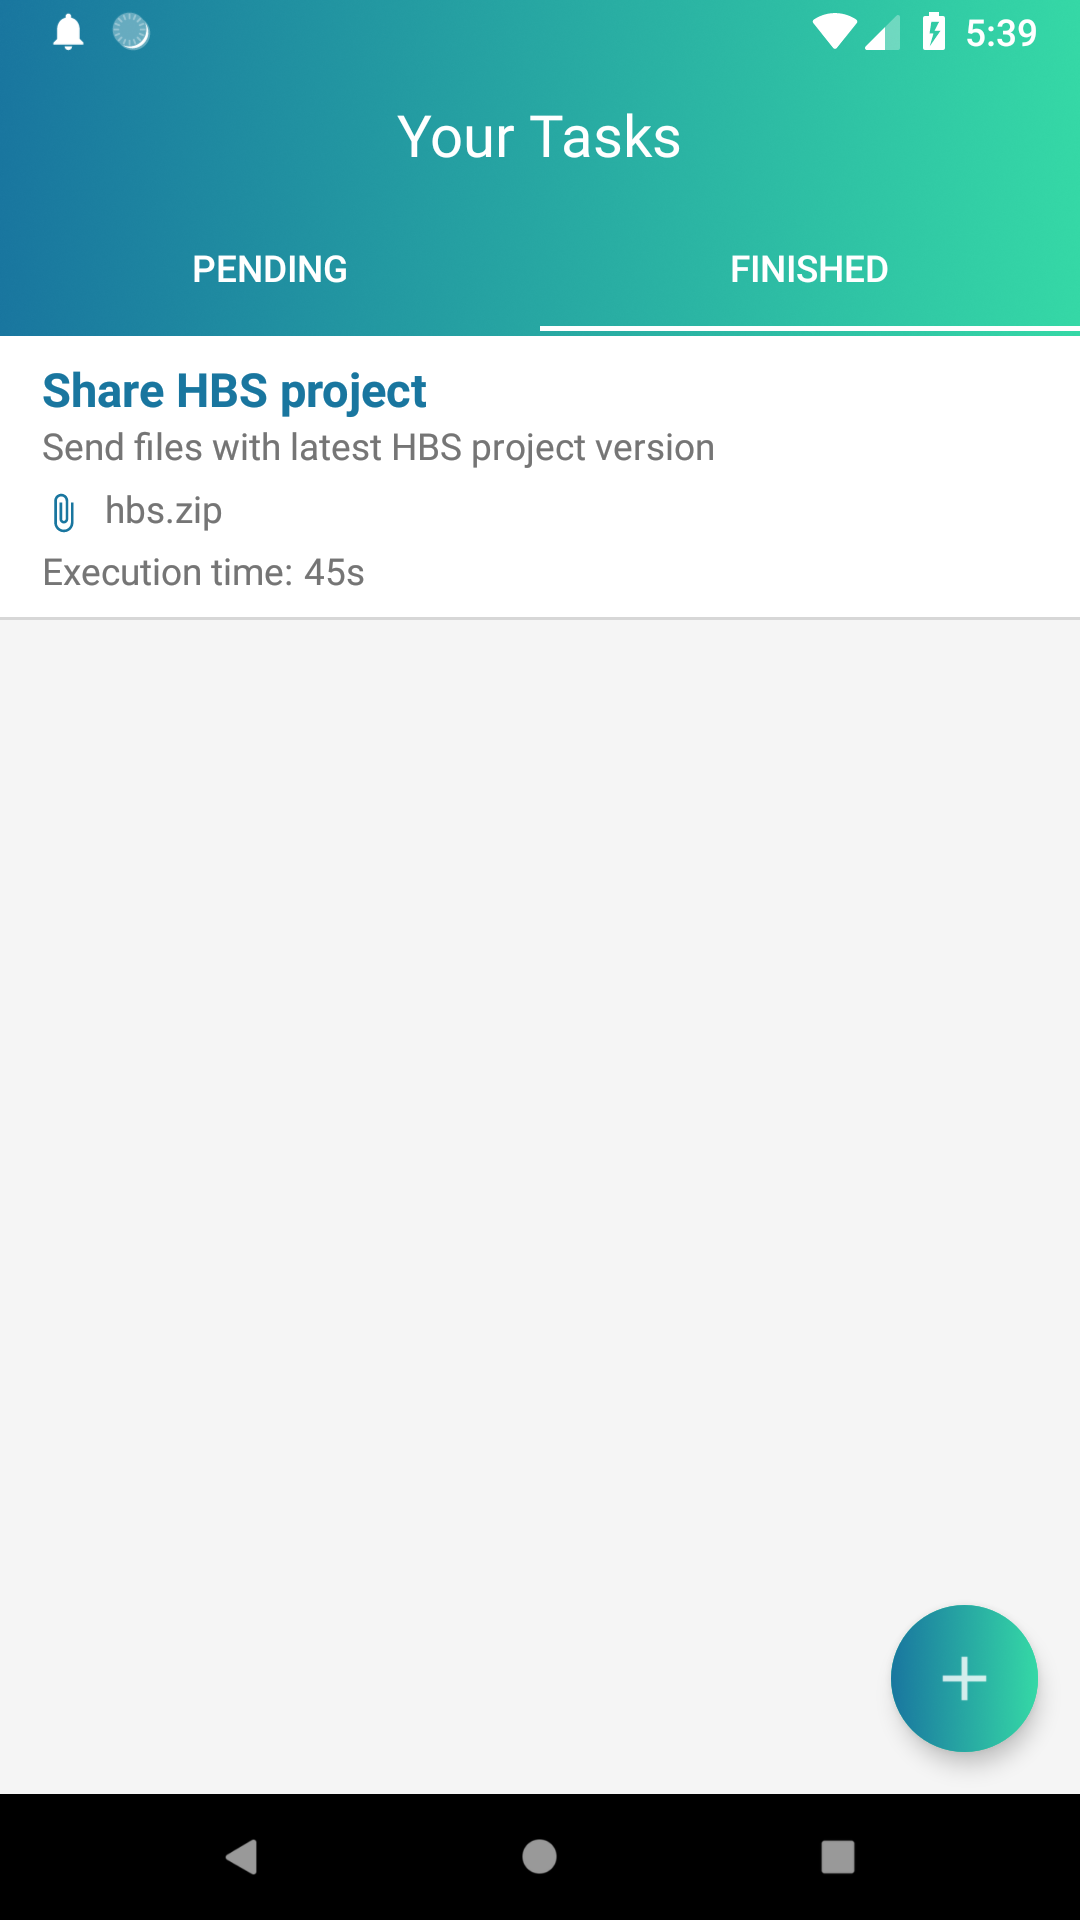 5:39
Your Tasks
PENDING FINISHED
Share HBS project
Send files with latest HBS project version
hbs.zip
Execution time: 45s